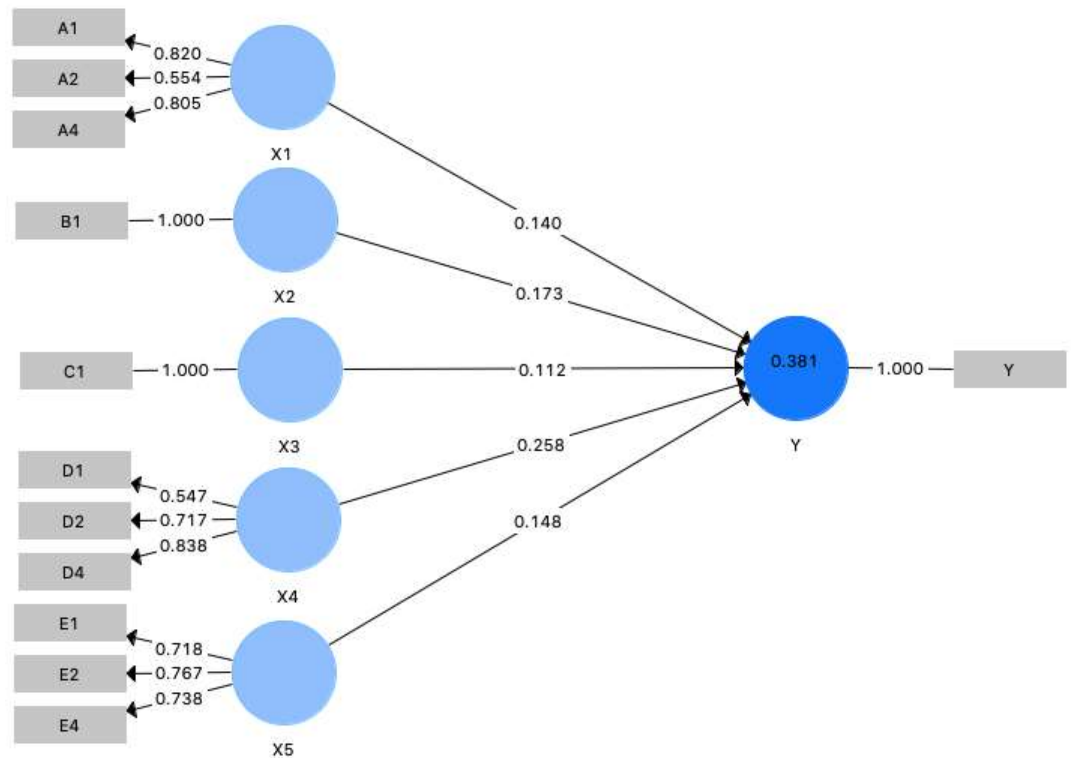 A1
0.820
A2
0.554
A4
0.805
X1
B1
1.000
X2
C1
1.000
X3
D1
0.547
D2
0.717
D4
0.838
X4
E1
0.718
E2
0.767
E4
0.738
X5
0.140
0.173
0.112
0.258
0.148
0.381
Y
1.000
Y